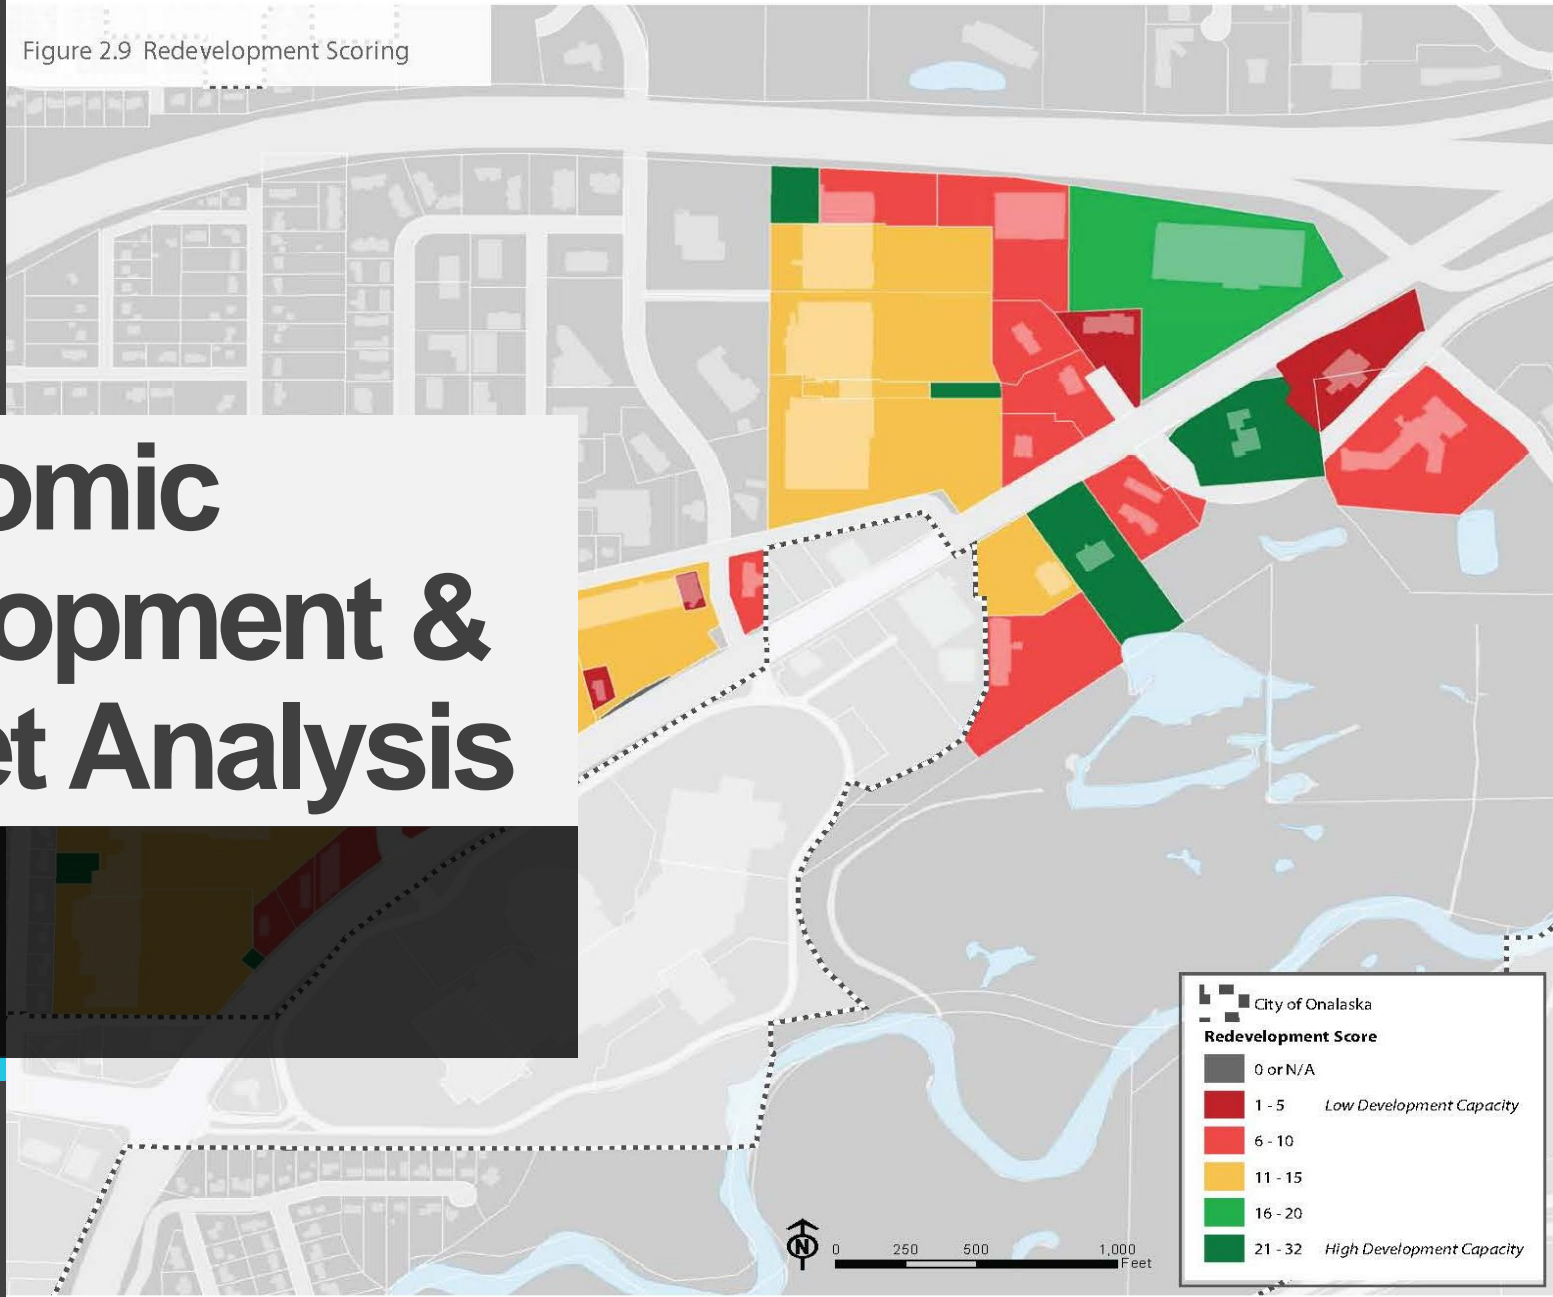 Figure 2.9 Redevelopment Scoring
omic
opment &
et Analysis
City of Onalaska
Redevelopment Score
0 or N/A
1 - 5 Low Development Capacity
6 - 10
11 - 15
16 - 20
21 - 32 High Development Capacity
N
0 250 500 1,000
Feet